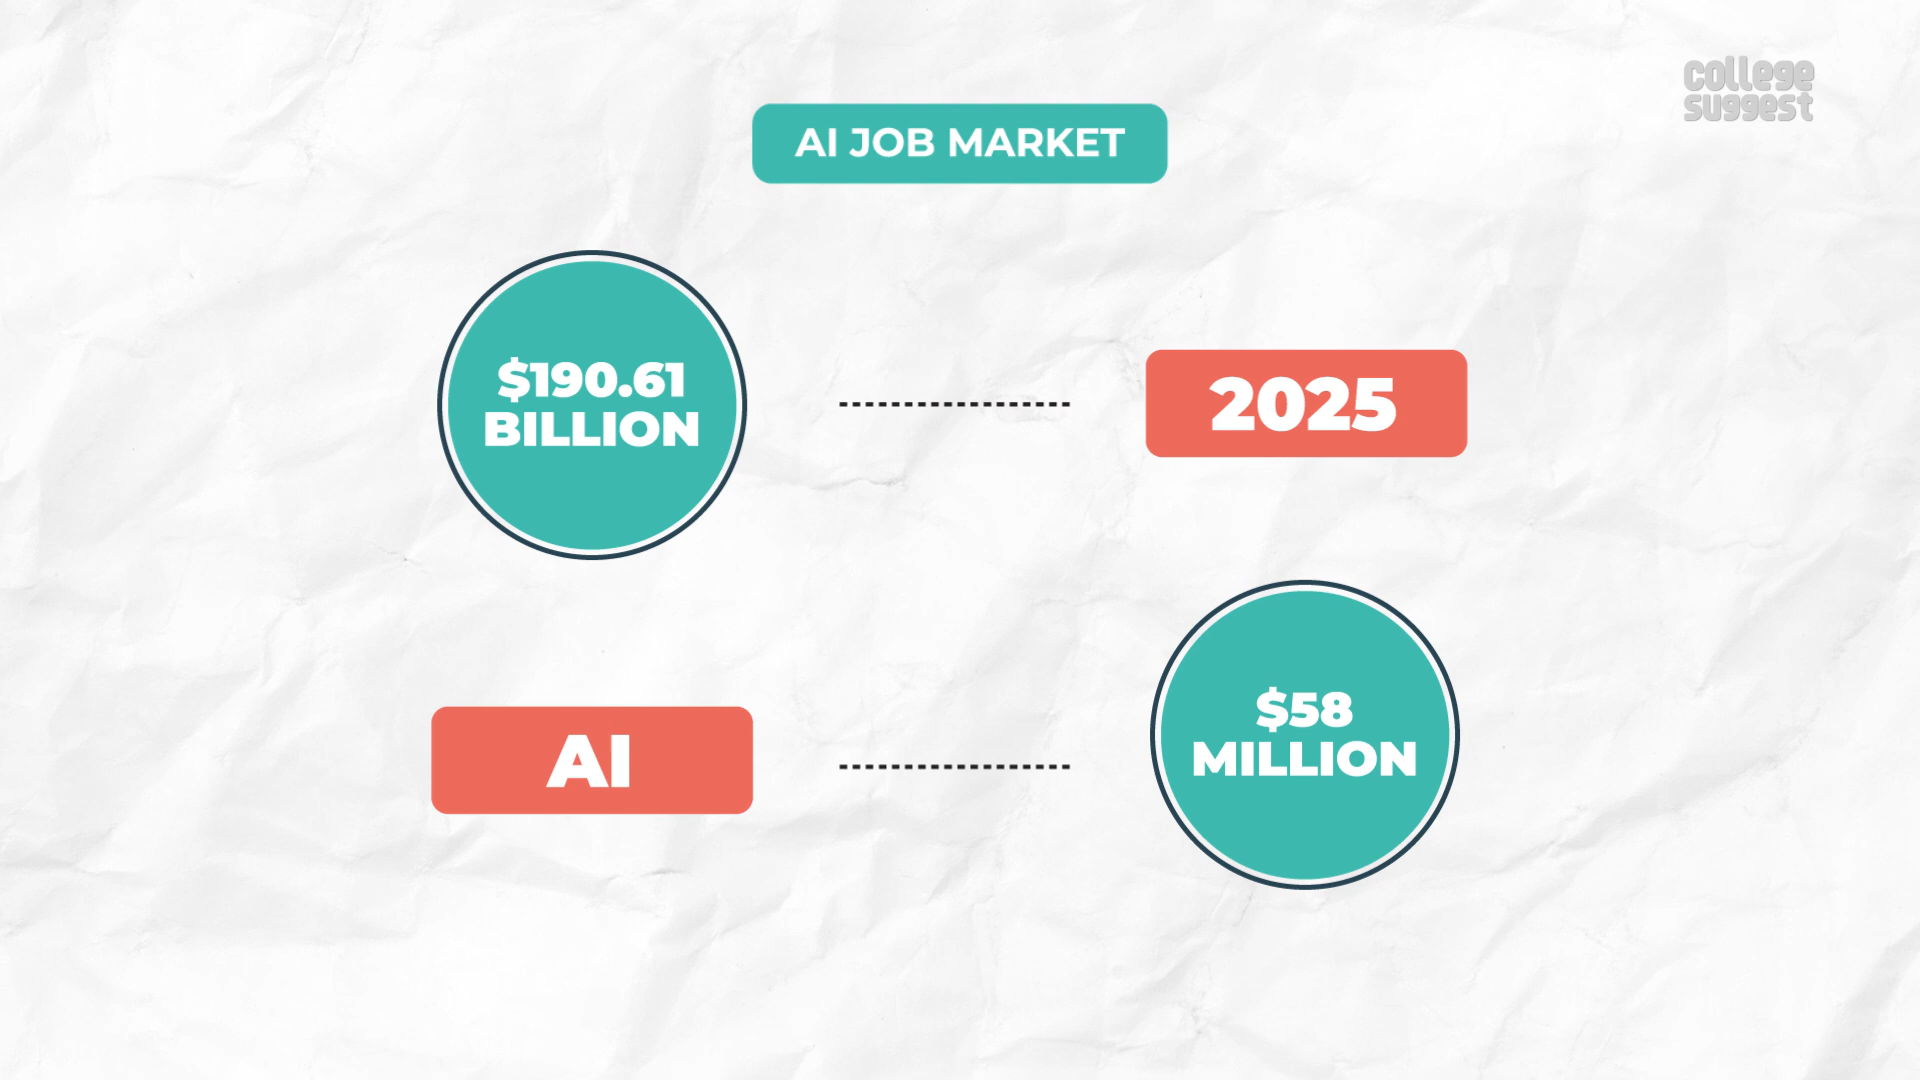 college
suggest
AI JOB MARKET
$190.61
BILLION
2025
AI
$58
MILLION